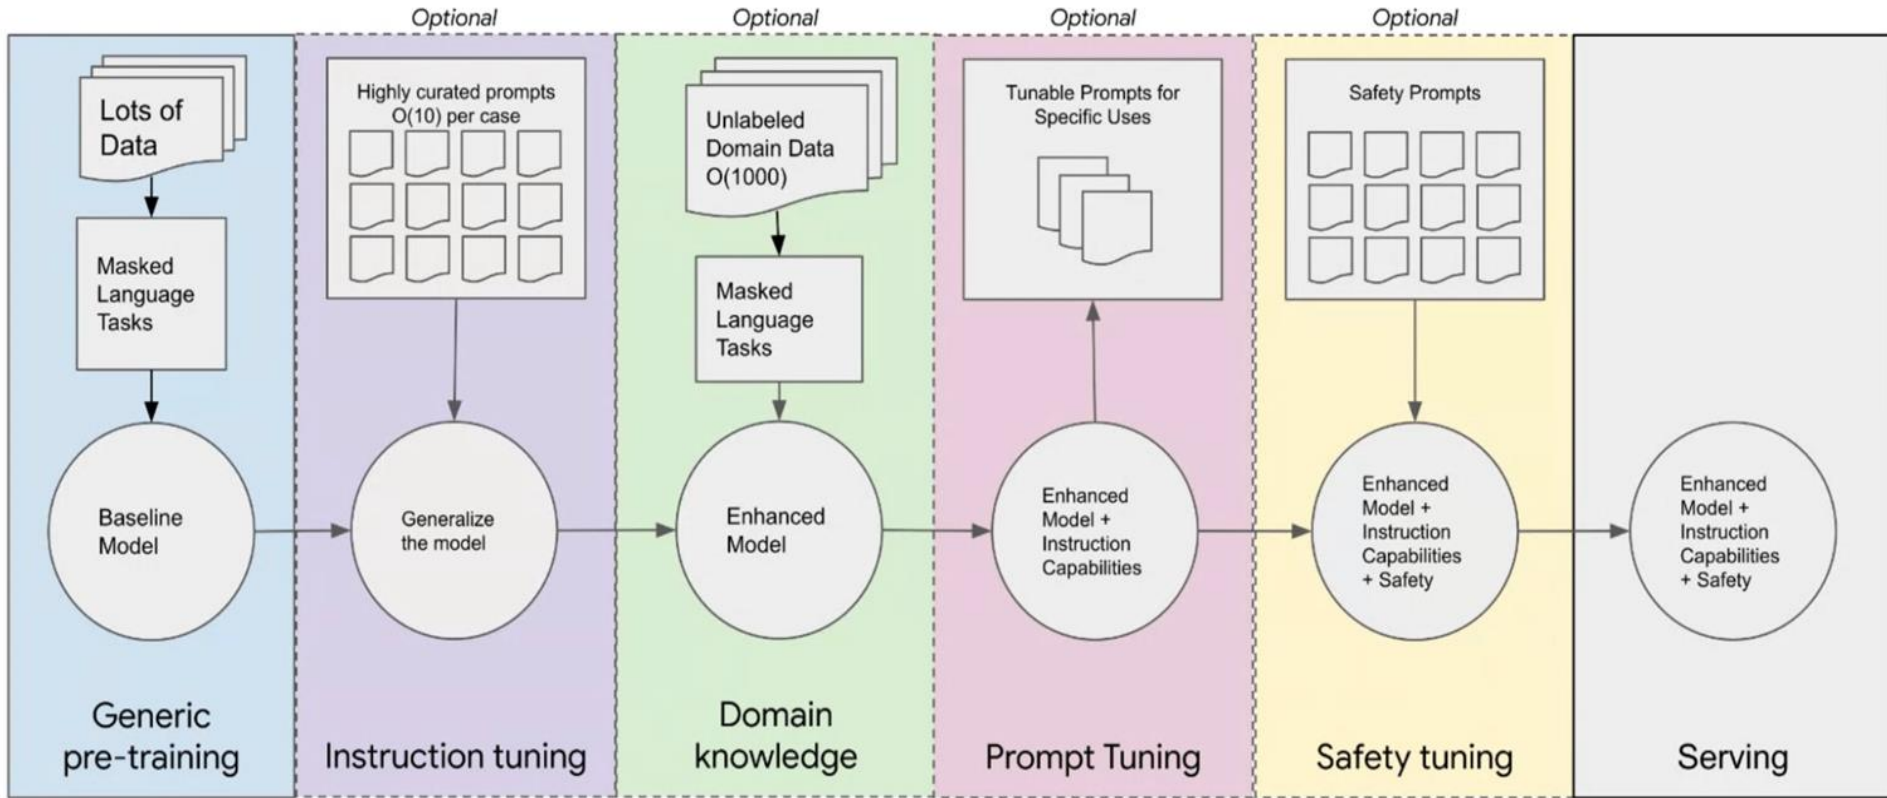 Optional
Optional
Optional
Optional
Lots of
Data
Masked
Language
Tasks
Baseline
Model
Generic
pre-training
Highly curated prompts
O(10) per case
Generalize
the model
Instruction tuning
Unlabeled
Domain Data
O(1000)
Masked
Language
Tasks
Enhanced
Model
Domain
knowledge
Tunable Prompts for
Specific Uses
Enhanced
Model +
Instruction
Capabilities
Prompt Tuning
Safety Prompts
Enhanced
Model +
Instruction
Capabilities
+ Safety
Safety tuning
Enhanced
Model +
Instruction
Capabilities
+ Safety
Serving